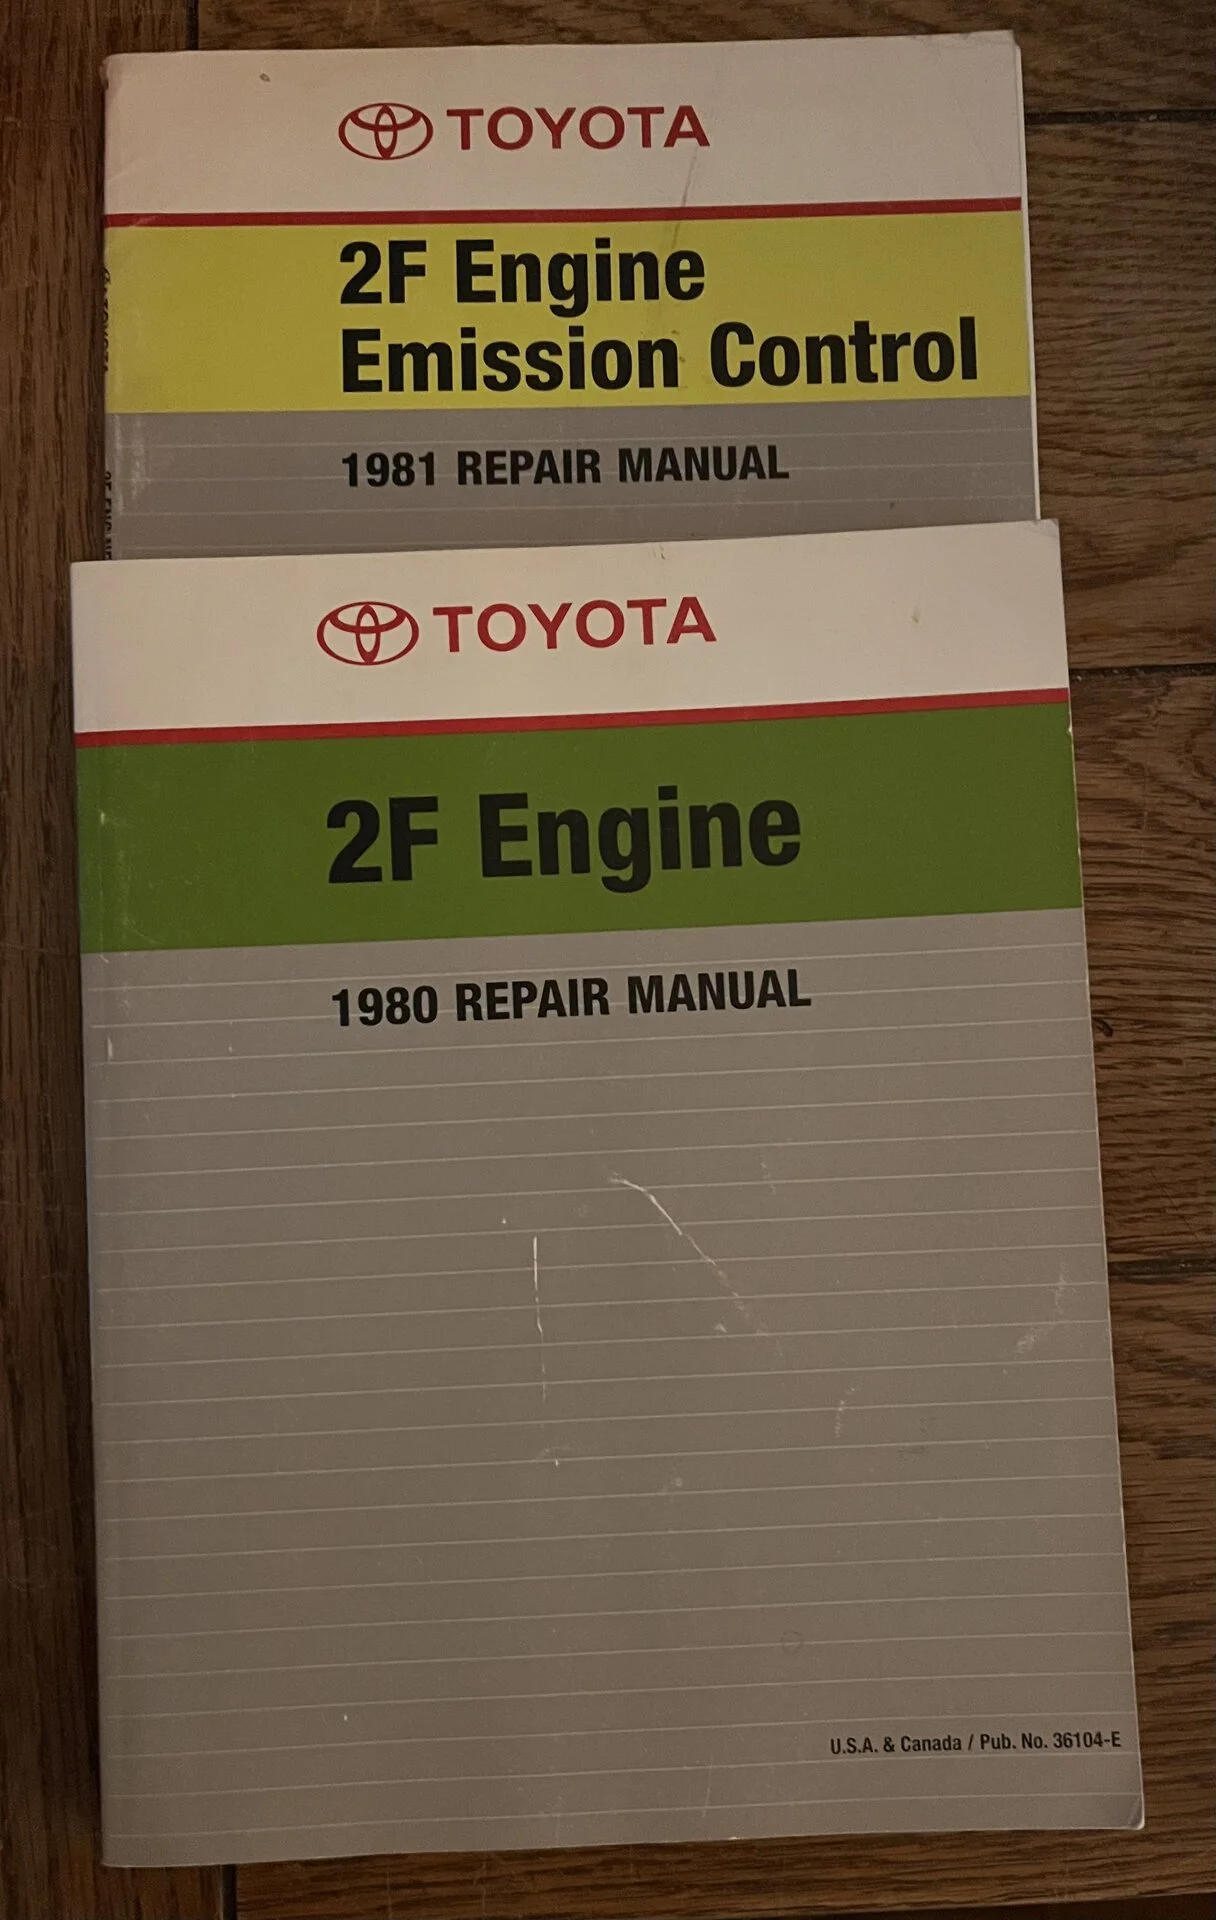 TOYOTA
2F Engine
Emission Control
1981 REPAIR MANUAL
TOYOTA
2F Engine
1980 REPAIR MANUAL
U.S.A. & Canada / Pub. No. 36104-E